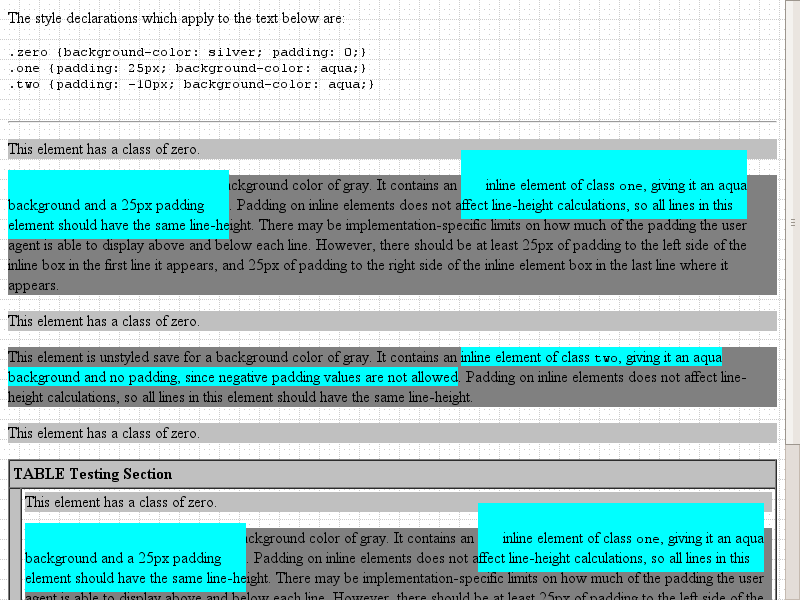 The style declarations which apply to the text below are:
.zero {background-color: silver; padding: 0;}
.one {padding: 25px; background-color: aqua;}
.two {padding: -10px; background-color: aqua;}
This element has a class of zero.
ckground color of gray. It contains an inline element of class one, giving it an aqua
background and a 25px padding. Padding on inline elements does not affect line-height calculations, so all lines in this
element should have the same line-height. There may be implementation-specific limits on how much of the padding the user
agent is able to display above and below each line. However, there should be at least 25px of padding to the left side of the
inline box in the first line it appears, and 25px of padding to the right side of the inline element box in the last line where it
appears.
This element has a class of zero.
This element is unstyled save for a background color of gray. It contains an inline element of class two, giving it an aqua
background and no padding, since negative padding values are not allowed. Padding on inline elements does not affect line-
height calculations, so all lines in this element should have the same line-height.
This element has a class of zero.
TABLE Testing Section
This element has a class of zero.
ckground color of gray. It contains an inline element of class one, giving it an aqua
background and a 25px padding. Padding on inline elements does not affect line-height calculations, so all lines in this
element should have the same line-height. There may be implementation-specific limits on how much of the padding the user
agent is able to display above and below each line. However, there should be at least 25px of padding to the left side of the